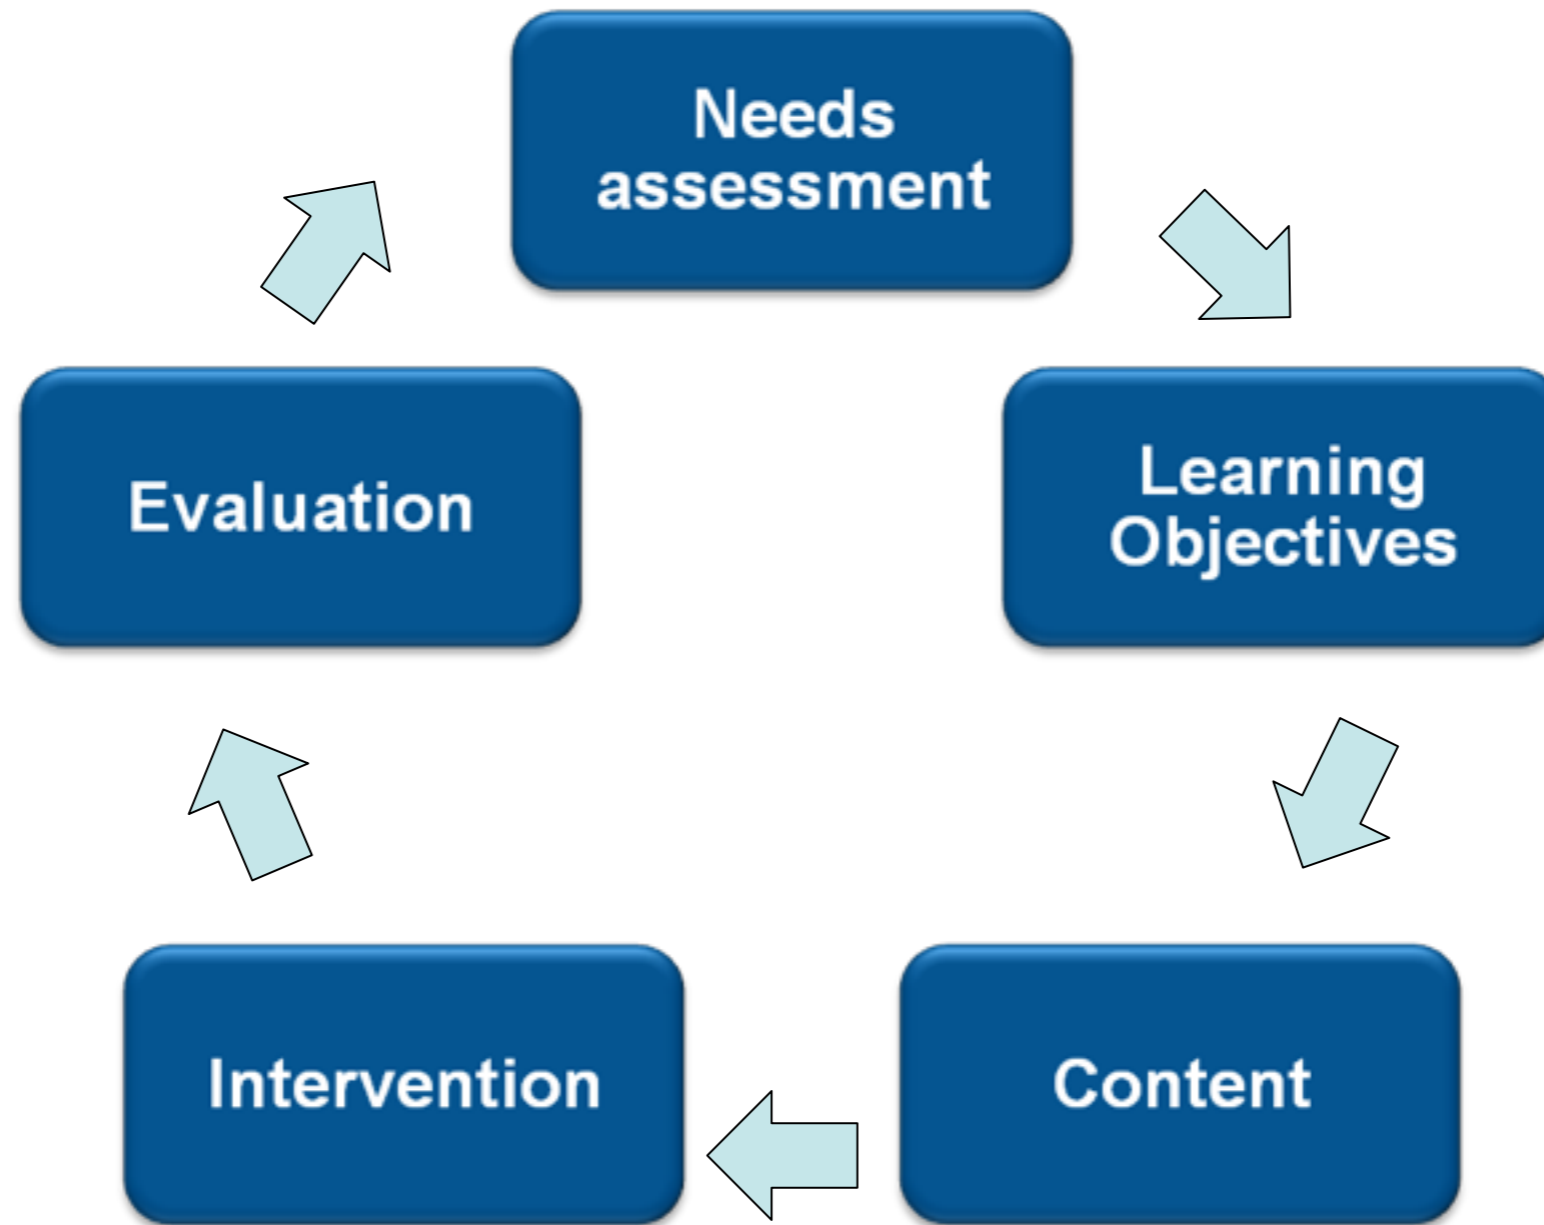 Needs
assessment
Evaluation
Learning
Objectives
Intervention
Content